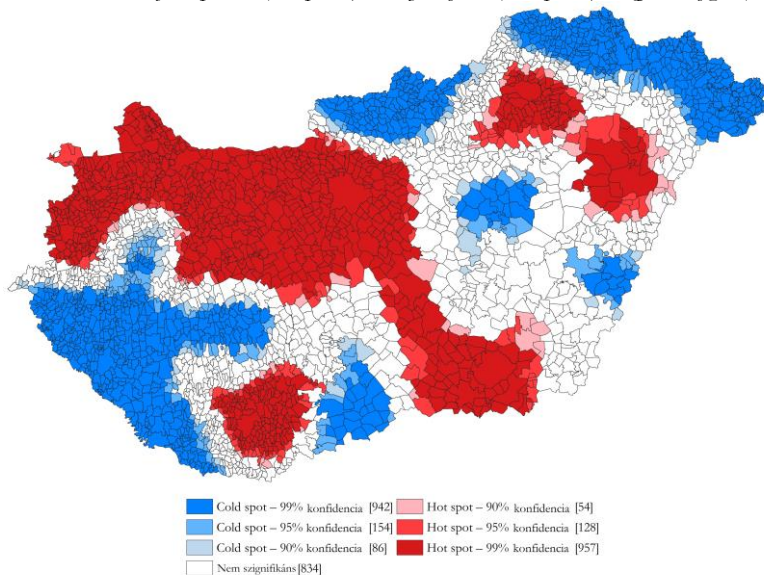 Cold spot – 99% konfidencia [942] Hot spot – 90% konfidencia [54]
Cold spot – 95% konfidencia [154] Hot spot – 95% konfidencia [128]
Cold spot – 90% konfidencia [86] Hot spot – 99% konfidencia [957]
Nem szignifikáns [834]